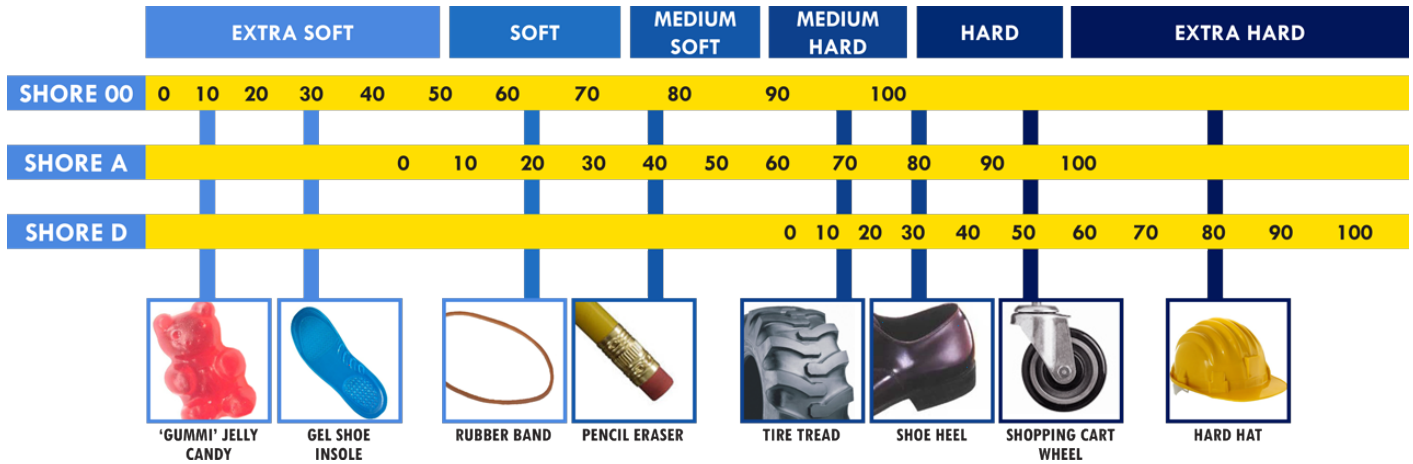 EXTRA SOFT
SOFT
MEDIUM
SOFT
MEDIUM
HARD
HARD
EXTRA HARD
SHORE 00 0 10 20 30 40 50 60 70 80 90 100
SHORE A 0 10 20 30 40 50 60 70 80 90 100
SHORE D 0 10 20 30 40 50 60 70 80 90 100
‘GUMMI’ JELLY
CANDY
GEL SHOE
INSOLE
RUBBER BAND
PENCIL ERASER
TIRE TREAD
SHOE HEEL
SHOPPING CART
WHEEL
HARD HAT